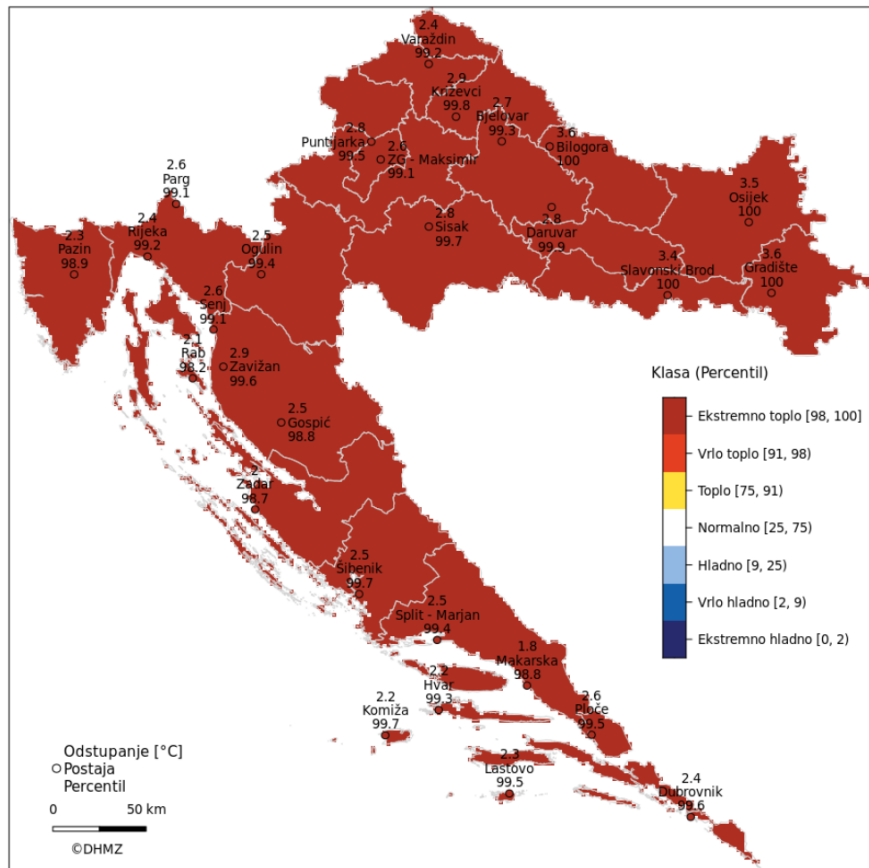 2.4
Varaždin
99.2
2.9
Križevci
99.8
2.7
Bjelovar
99.3
2.8
Puntijarka
99.5
2.6
ZG - Maksimir
99.1
3.6
Bilogora
100
2.6
Parg
99.1
3.5
Osijek
100
2.3
Pazin
98.9
2.4
Rijeka
99.2
2.5
Ogulin
99.4
2.8
Sisak
99.7
2.8
Daruvar
99.9
3.4
Slavonski Brod
100
3.6
Gradište
100
2.6
Senj
99.1
2.1
Rab
98.2
2.9
Zavižan
99.6
2.5
Gospić
98.8
2
Zadar
98.7
2.5
Šibenik
99.7
2.5
Split - Marjan
99.4
1.8
Makarska
98.8
2.2
Hvar
99.3
2.2
Komiža
99.7
2.6
Ploče
99.5
2.3
Lastovo
99.5
2.4
Dubrovnik
99.6
Klasa (Percentil)
Ekstremno toplo [98, 100]
Vrlo toplo [91, 98)
Toplo [75, 91)
Normalno [25, 75)
Hladno [9, 25)
Vrlo hladno [2, 9)
Ekstremno hladno [0, 2)
Odstupanje [°C]
Postaja
Percentil
0 50 km
©DHMZ